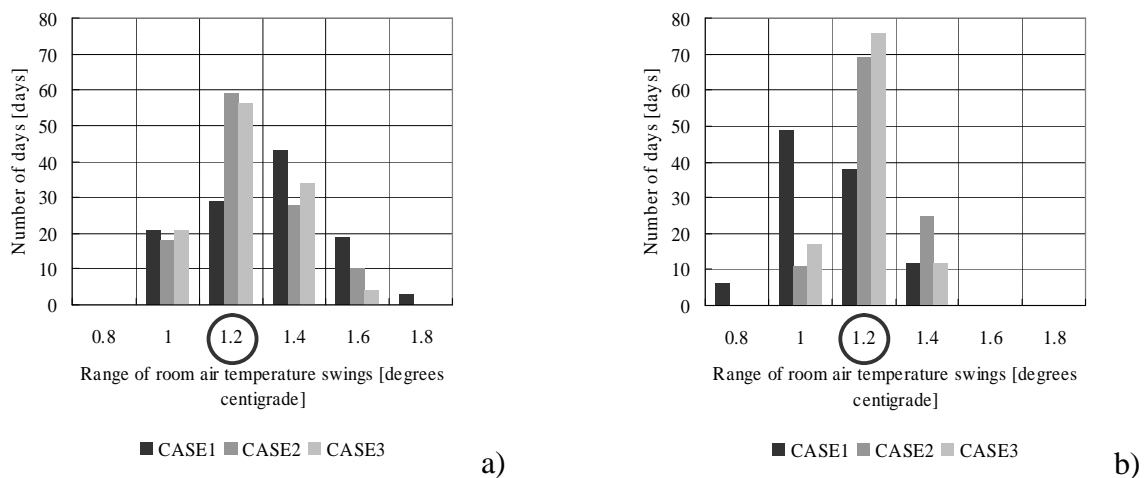 80
70
60
50
40
30
20
10
0
Number of days [days]
0.8 1 1.2 1.4 1.6 1.8
Range of room air temperature swings [degrees
centigrade]
CASE1 CASE2 CASE3
a)
80
70
60
50
40
30
20
10
0
Number of days [days]
0.8 1 1.2 1.4 1.6 1.8
Range of room air temperature swings [degrees
centigrade]
CASE1 CASE2 CASE3
b)